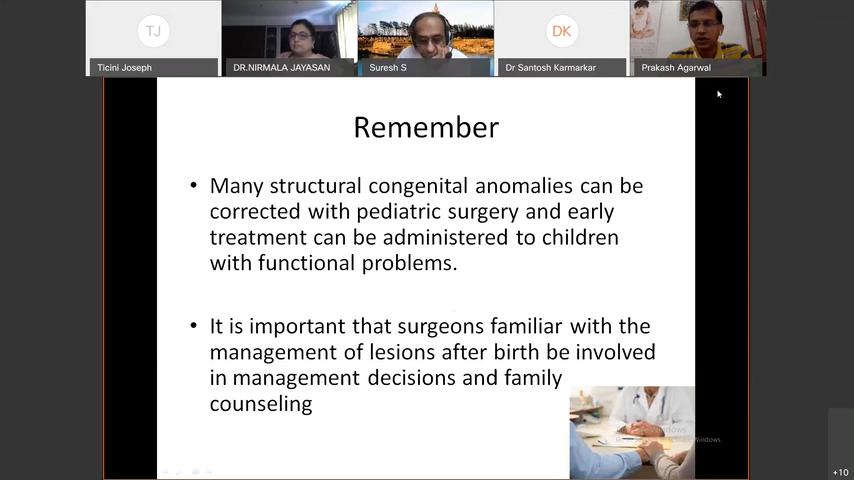 TJ
DK
Ticini Joseph
DR.NIRMALA JAYASAN
Suresh S
Dr Santosh Karmarkar
Prakash Agarwal
Remember
• Many structural congenital anomalies can be
corrected with pediatric surgery and early
treatment can be administered to children
with functional problems.
• It is important that surgeons familiar with the
management of lesions after birth be involved
in management decisions and family
counseling
Windows.
+10